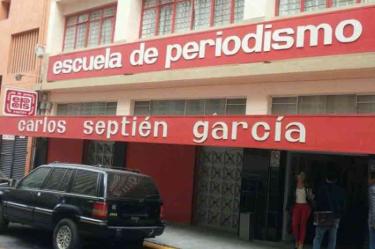 escuela de periodismo
carlos septién garcía